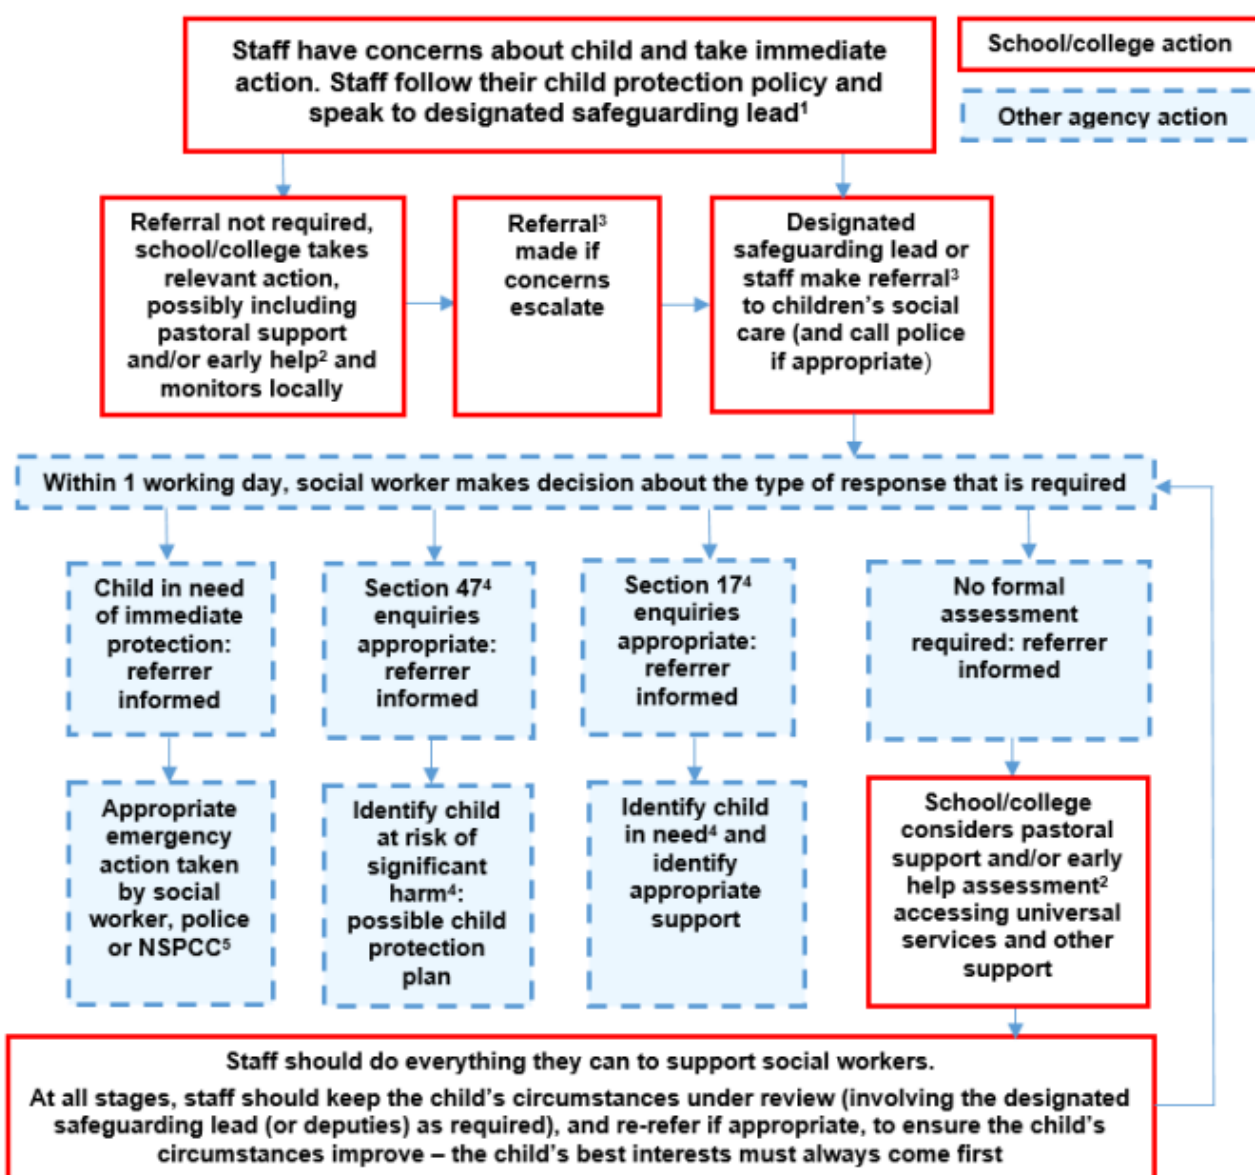 Staff have concerns about child and take immediate
action. Staff follow their child protection policy and
speak to designated safeguarding lead¹
School/college action
Other agency action
Referral not required,
school/college takes
relevant action,
possibly including
pastoral support
and/or early help² and
monitors locally
Referral³
made if
concerns
escalate
Designated
safeguarding lead or
staff make referral³
to children's social
care (and call police
if appropriate)
Within 1 working day, social worker makes decision about the type of response that is required
Child in need
of immediate
protection:
referrer
informed
Section 47⁴
enquiries
appropriate:
referrer
informed
Section 17⁴
enquiries
appropriate:
referrer
informed
No formal
assessment
required: referrer
informed
Appropriate
emergency
action taken
by social
worker, police
or NSPCC⁵
Identify child
at risk of
significant
harm⁴:
possible child
protection
plan
Identify child
in need⁴ and
identify
appropriate
support
School/college
considers pastoral
support and/or early
help assessment²
accessing universal
services and other
support
Staff should do everything they can to support social workers.
At all stages, staff should keep the child's circumstances under review (involving the designated
safeguarding lead (or deputies) as required), and re-refer if appropriate, to ensure the child's
circumstances improve – the child's best interests must always come first